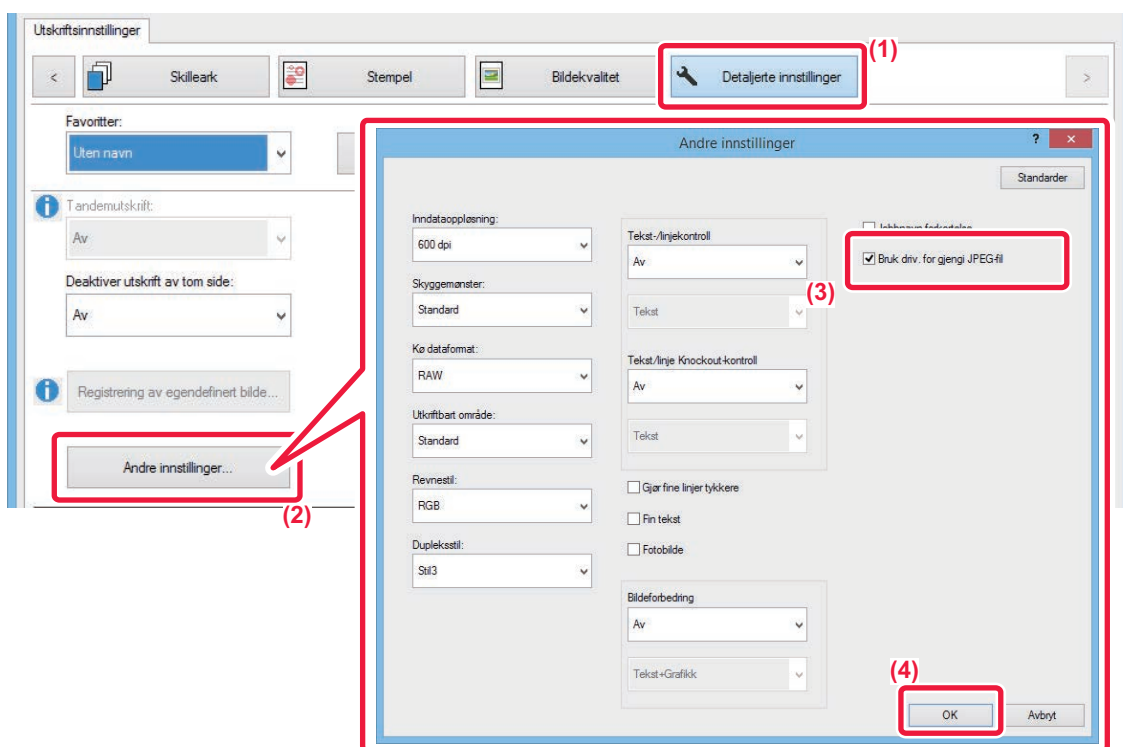 Utskriftsinnstillinger
(1)
< Skilleark Stempel Bildekvalitet Detaljerte innstillinger >
Favoritter:
Uten navn
Tandemutskrift:
Av
Deaktiver utskrift av tom side:
Av
Registrering av egendefinert bilde...
Andre innstillinger...
(2)
Andre innstillinger
? ×
Standarder
Inndataoppløsning:
600 dpi
Skyggemønster:
Standard
Kø dataformat:
RAW
Utkriftbart område:
Standard
Revnestil:
RGB
Dupleksstil:
Stil3
Tekst-/linjekontroll
Av
Tekst
Tekst/linje Knockout-kontroll
Av
Tekst
Gjør fine linjer tykkere
Fin tekst
Fotobilde
Bildeforbedring
Av
Tekst+Grafikk
(3)
Bruk driv. for gjengi JPEG-fil
(4)
OK
Avbryt